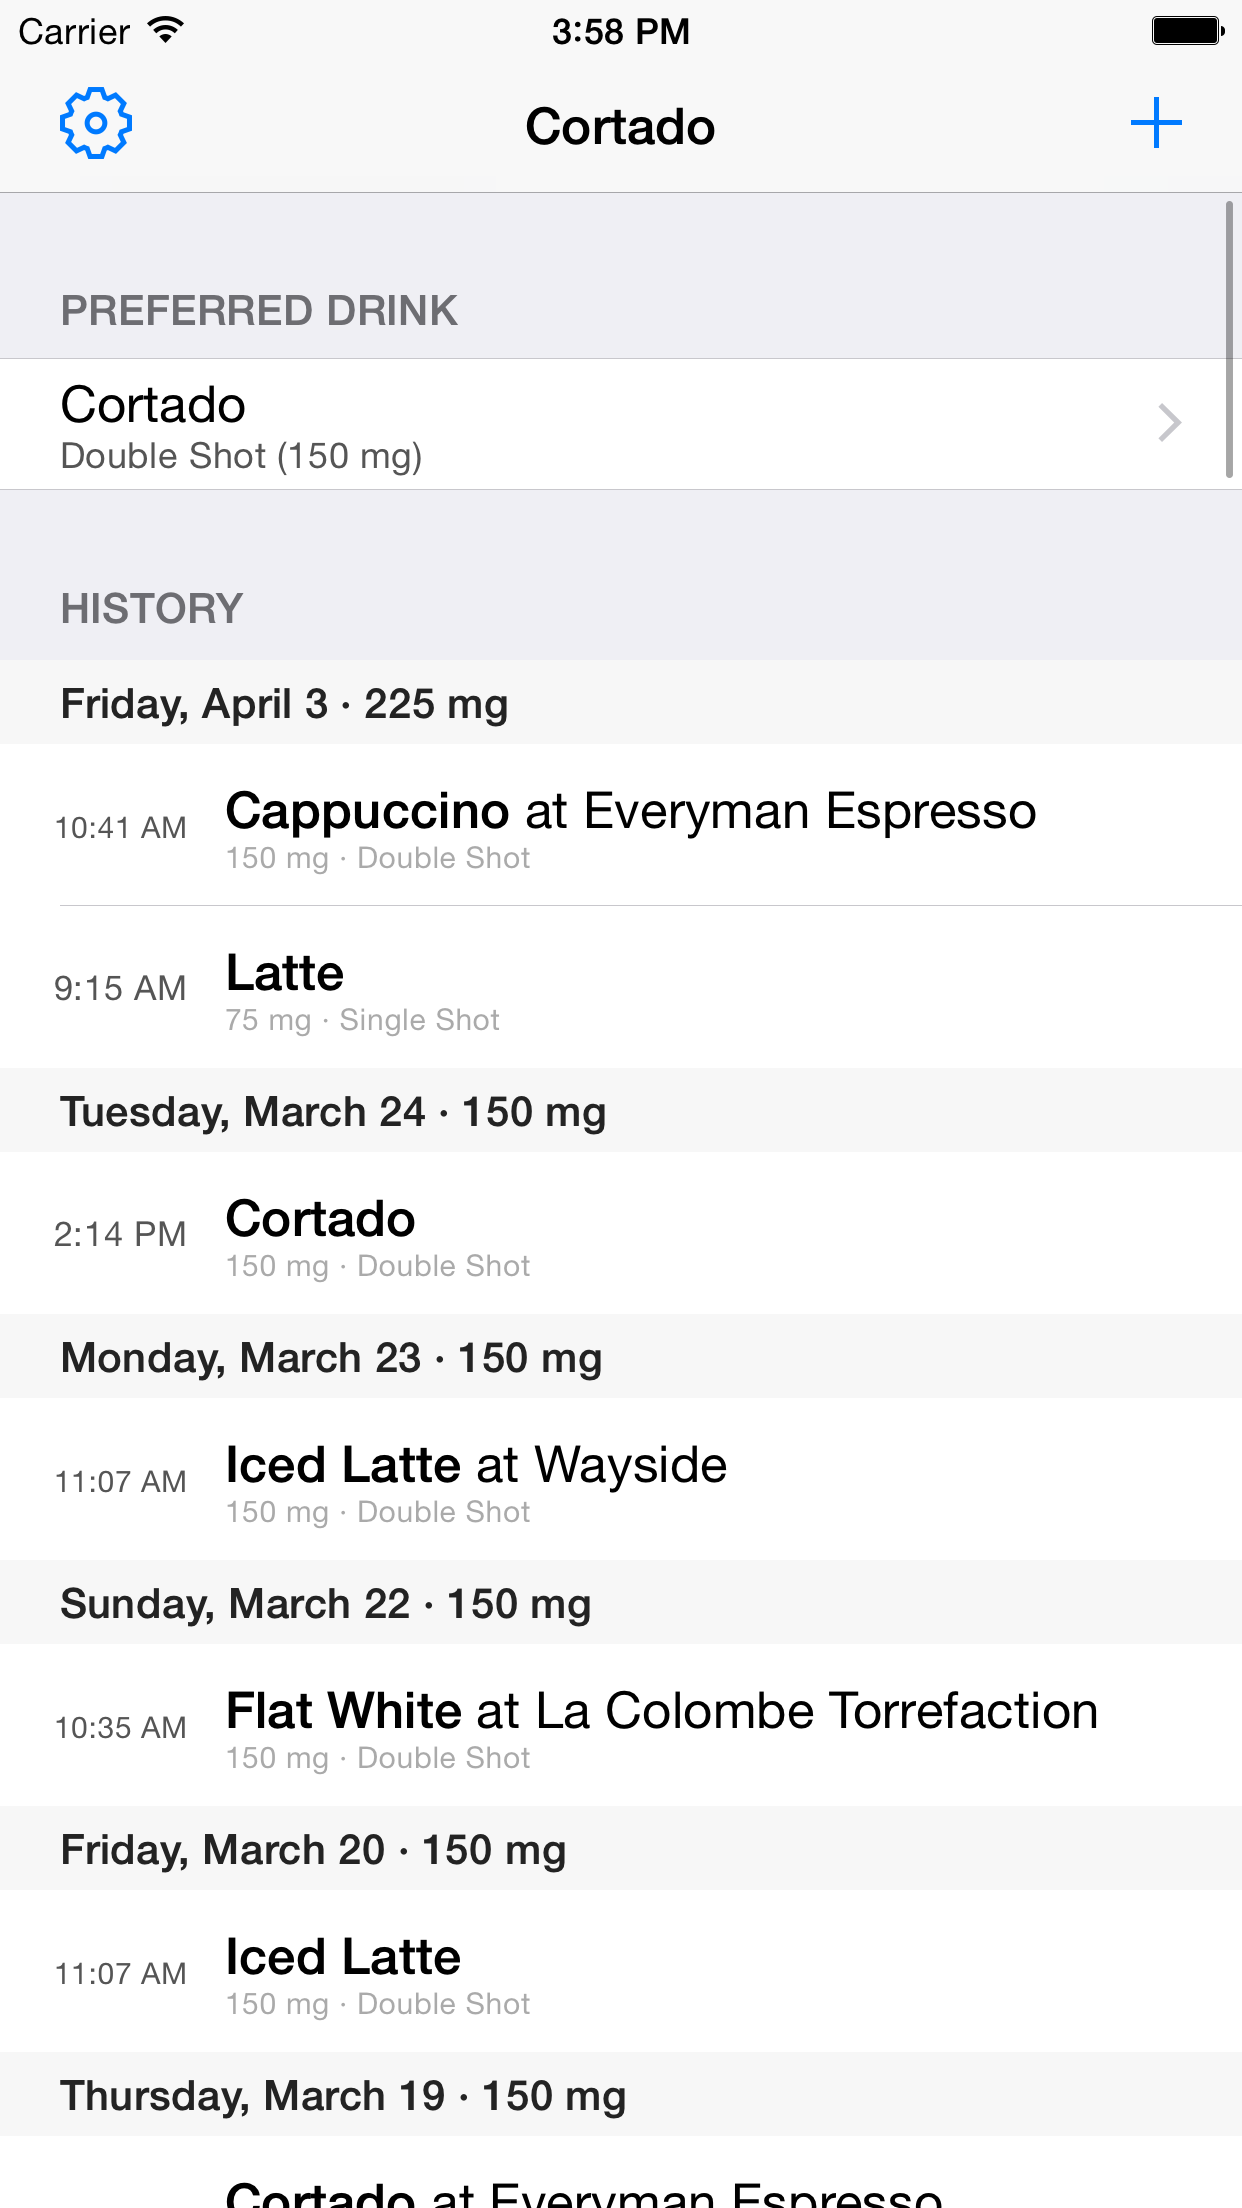 Carrier 3:58 PM
Cortado
PREFERRED DRINK
Cortado
Double Shot (150 mg)
HISTORY
Friday, April 3 · 225 mg
10:41 AM Cappuccino at Everyman Espresso
150 mg · Double Shot
9:15 AM Latte
75 mg · Single Shot
Tuesday, March 24 · 150 mg
2:14 PM Cortado
150 mg · Double Shot
Monday, March 23 · 150 mg
11:07 AM Iced Latte at Wayside
150 mg · Double Shot
Sunday, March 22 · 150 mg
10:35 AM Flat White at La Colombe Torrefaction
150 mg · Double Shot
Friday, March 20 · 150 mg
11:07 AM Iced Latte
150 mg · Double Shot
Thursday, March 19 · 150 mg
Cortado at Everyman Espresso